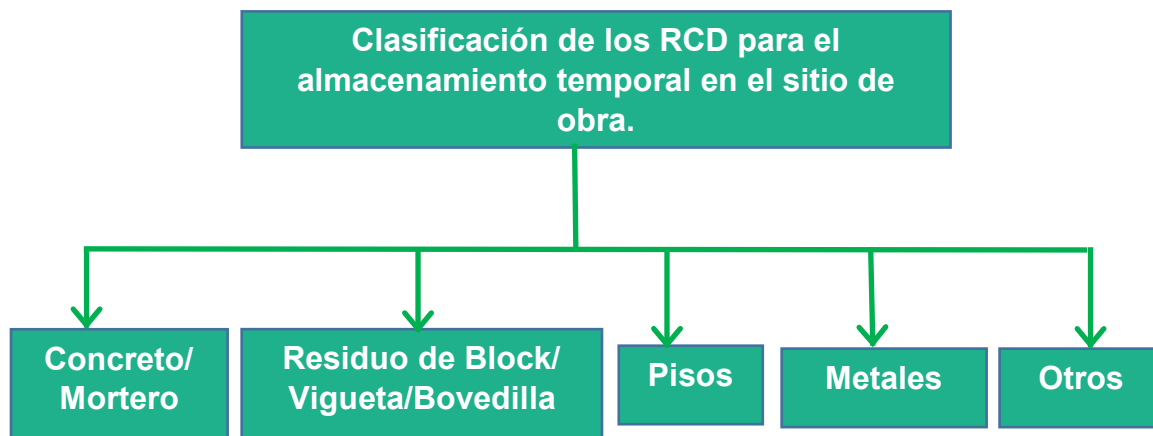 Clasificación de los RCD para el
almacenamiento temporal en el sitio de
obra.
Concreto/
Mortero
Residuo de Block/
Vigueta/Bovedilla
Pisos
Metales
Otros